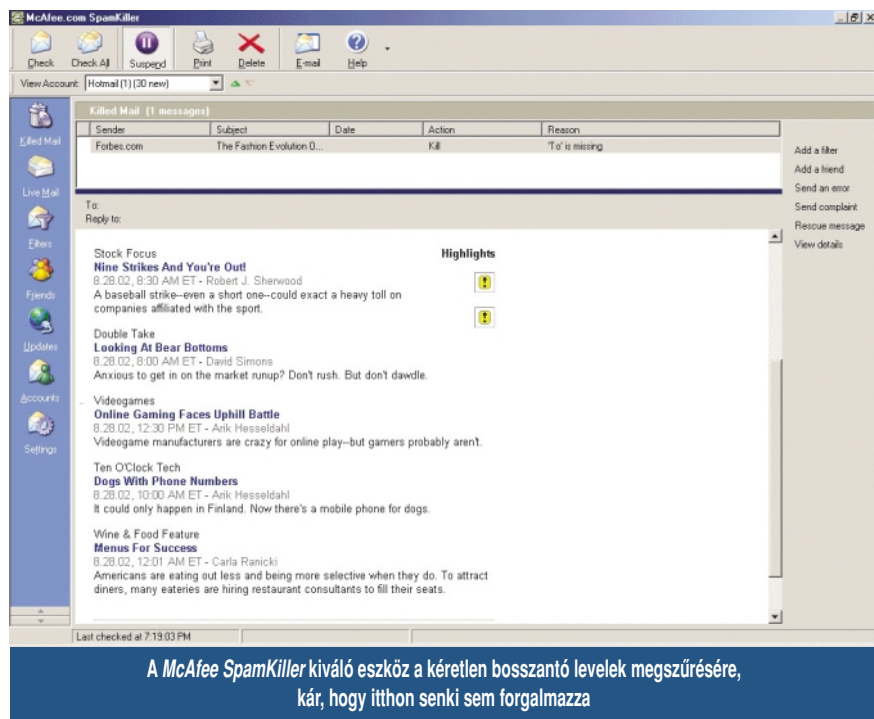 McAfee.com SpamKiller
Check Check All Suspend Print Delete E-mail Help
View Account: Hotmail (1) (30 new)
Killed Mail (1 messages)
Sender Subject Date Action Reason
Forbes.com The Fashion Evolution O... Kill 'To' is missing
Killed Mail
Live Mail
Filters
Friends
Updates
Accounts
Settings
To:
Reply to:
Stock Focus
Nine Strikes And You're Out!
8.28.02, 8:30 AM ET - Robert J. Sherwood
A baseball strike--even a short one--could exact a heavy toll on
companies affiliated with the sport.
Double Take
Looking At Bear Bottoms
8.28.02, 8:00 AM ET - David Simons
Anxious to get in on the market runup? Don't rush. But don't dawdle.
Videogames
Online Gaming Faces Uphill Battle
8.28.02, 12:30 PM ET - Arik Hesseldahl
Videogame manufacturers are crazy for online play--but gamers probably aren't.
Ten O'Clock Tech
Dogs With Phone Numbers
8.28.02, 10:00 AM ET - Arik Hesseldahl
It could only happen in Finland. Now there's a mobile phone for dogs.
Wine & Food Feature
Menus For Success
8.28.02, 12:01 AM ET - Carla Ranicki
Americans are eating out less and being more selective when they do. To attract
diners, many eateries are hiring restaurant consultants to fill their seats.
Highlights
Add a filter
Add a friend
Send an error
Send complaint
Rescue message
View details
Last checked at 7:19:03 PM
A McAfee SpamKiller kiváló eszköz a kéretlen bosszantó levelek megszűrésére,
kár, hogy itthon senki sem forgalmazza